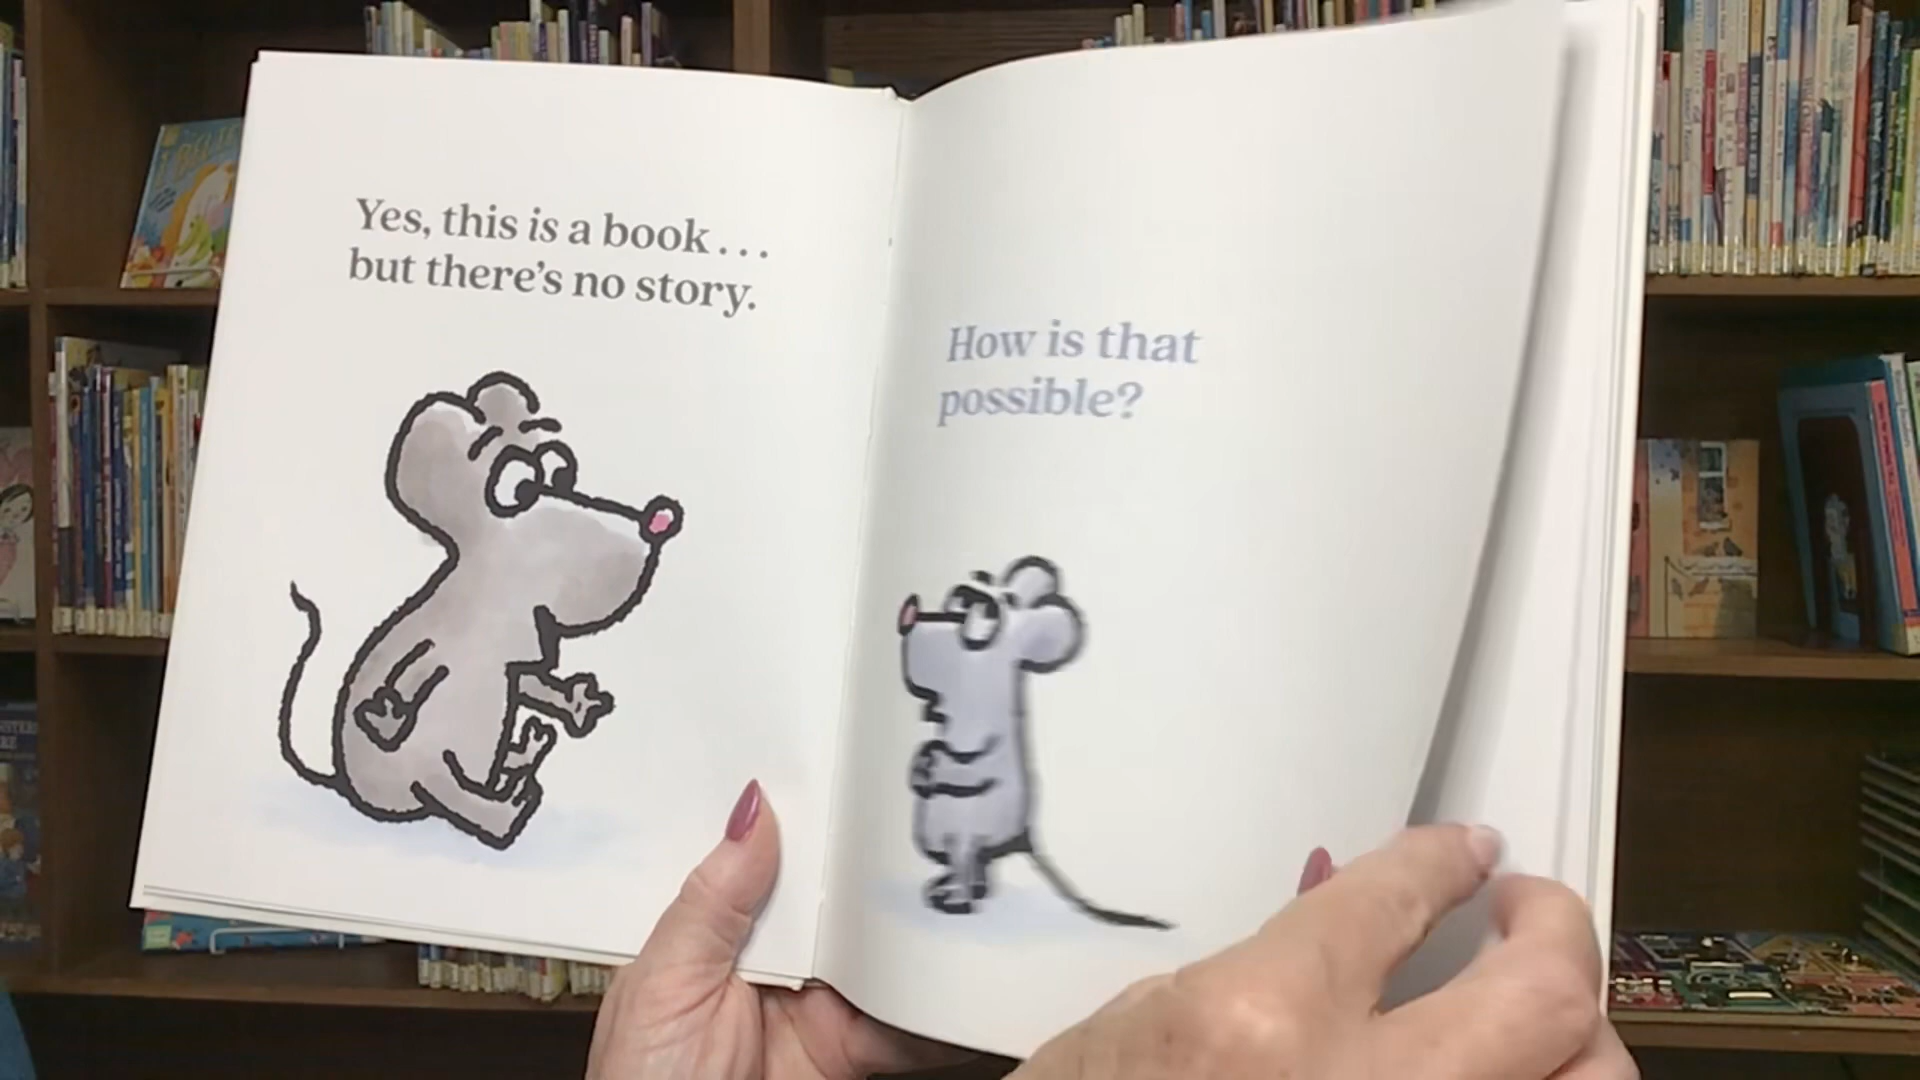 Yes, this is a book . . .
but there's no story.
How is that
possible?